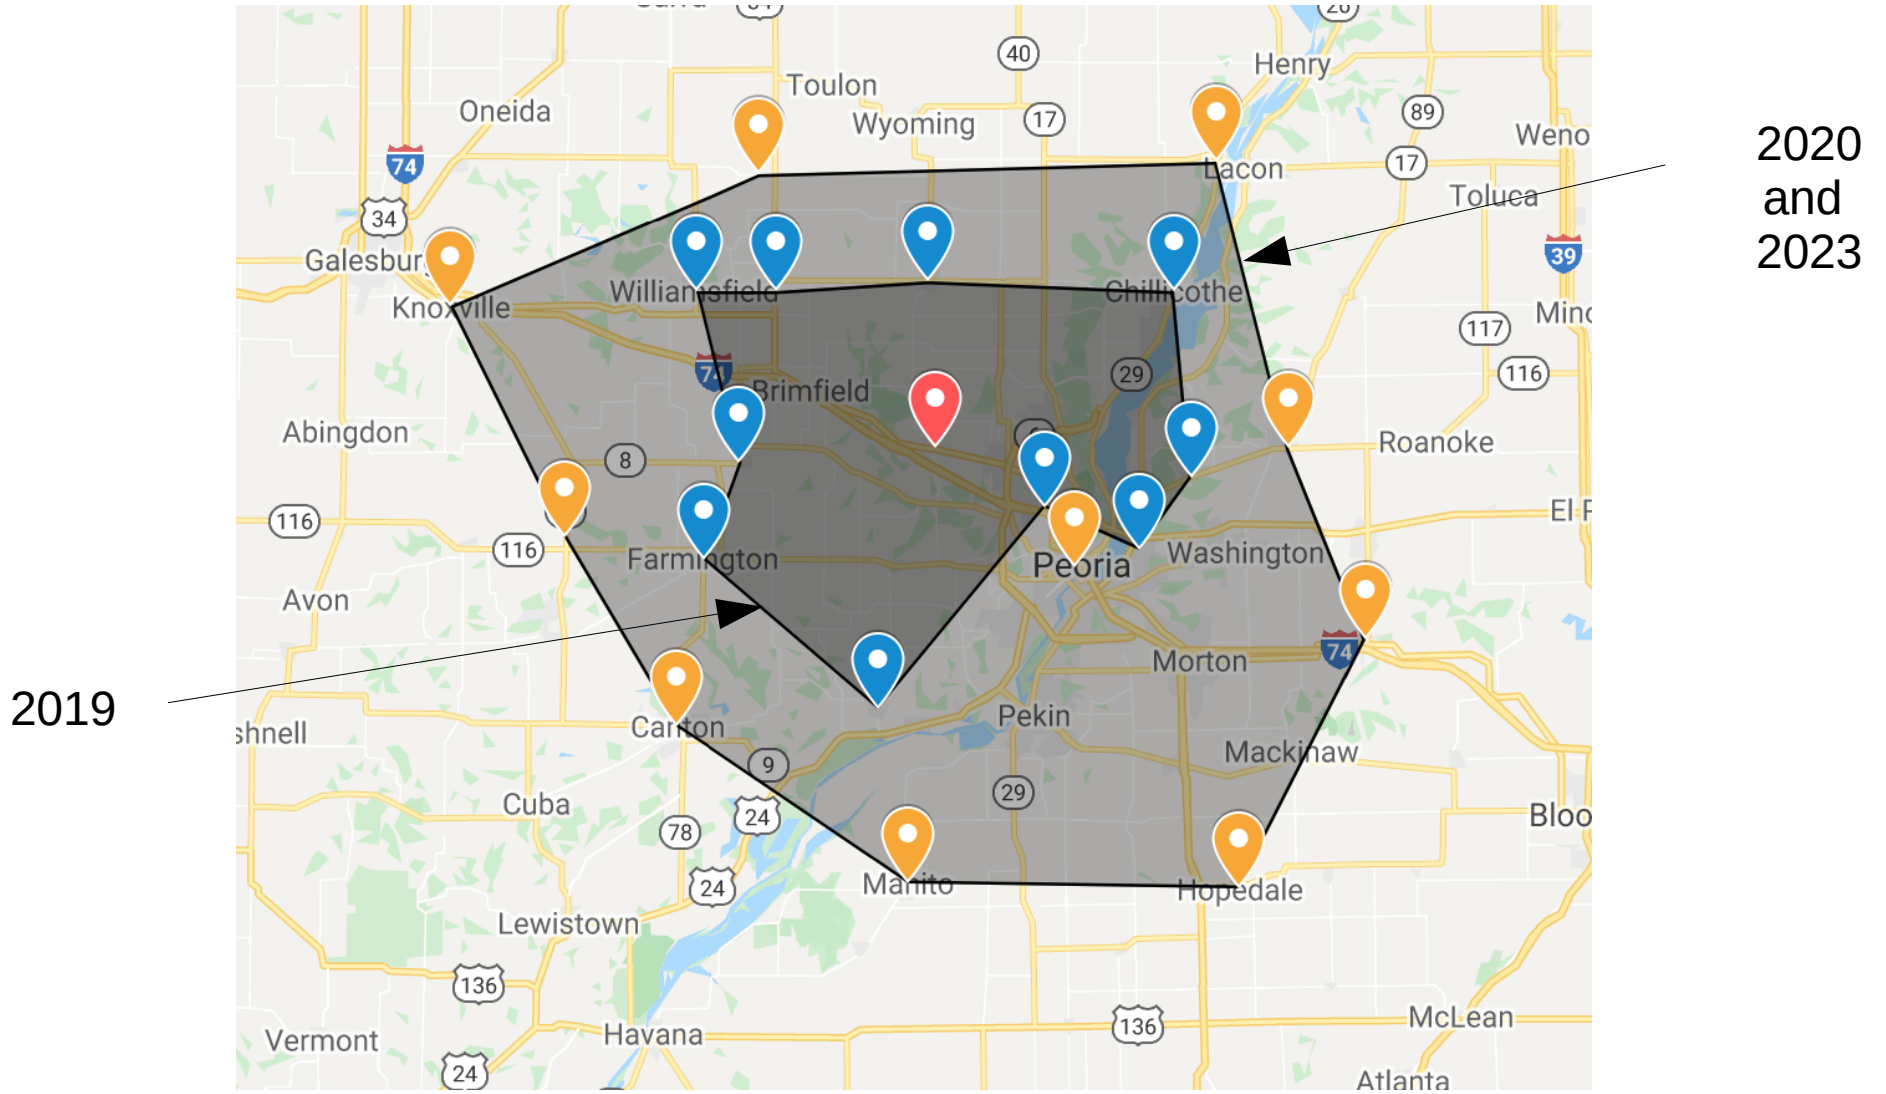 40
Henry
Toulon
Oneida
89
17
Wyoming
Weno
2020
and
2023
74
17
Lacon
Toluca
34
Galesbur
39
Williamsfield
Chillicothe
Knoxville
Mino
117
74
29
116
Brimfield
Abingdon
Roanoke
8
116
El P
116
Farmington
Washington
Peoria
Avon
74
Morton
2019
Pekin
Canton
shnell
Mackinaw
9
29
Cuba
24
78
Bloo
24
Manito
Hopedale
Lewistown
136
McLean
136
Havana
Vermont
24
Atlanta